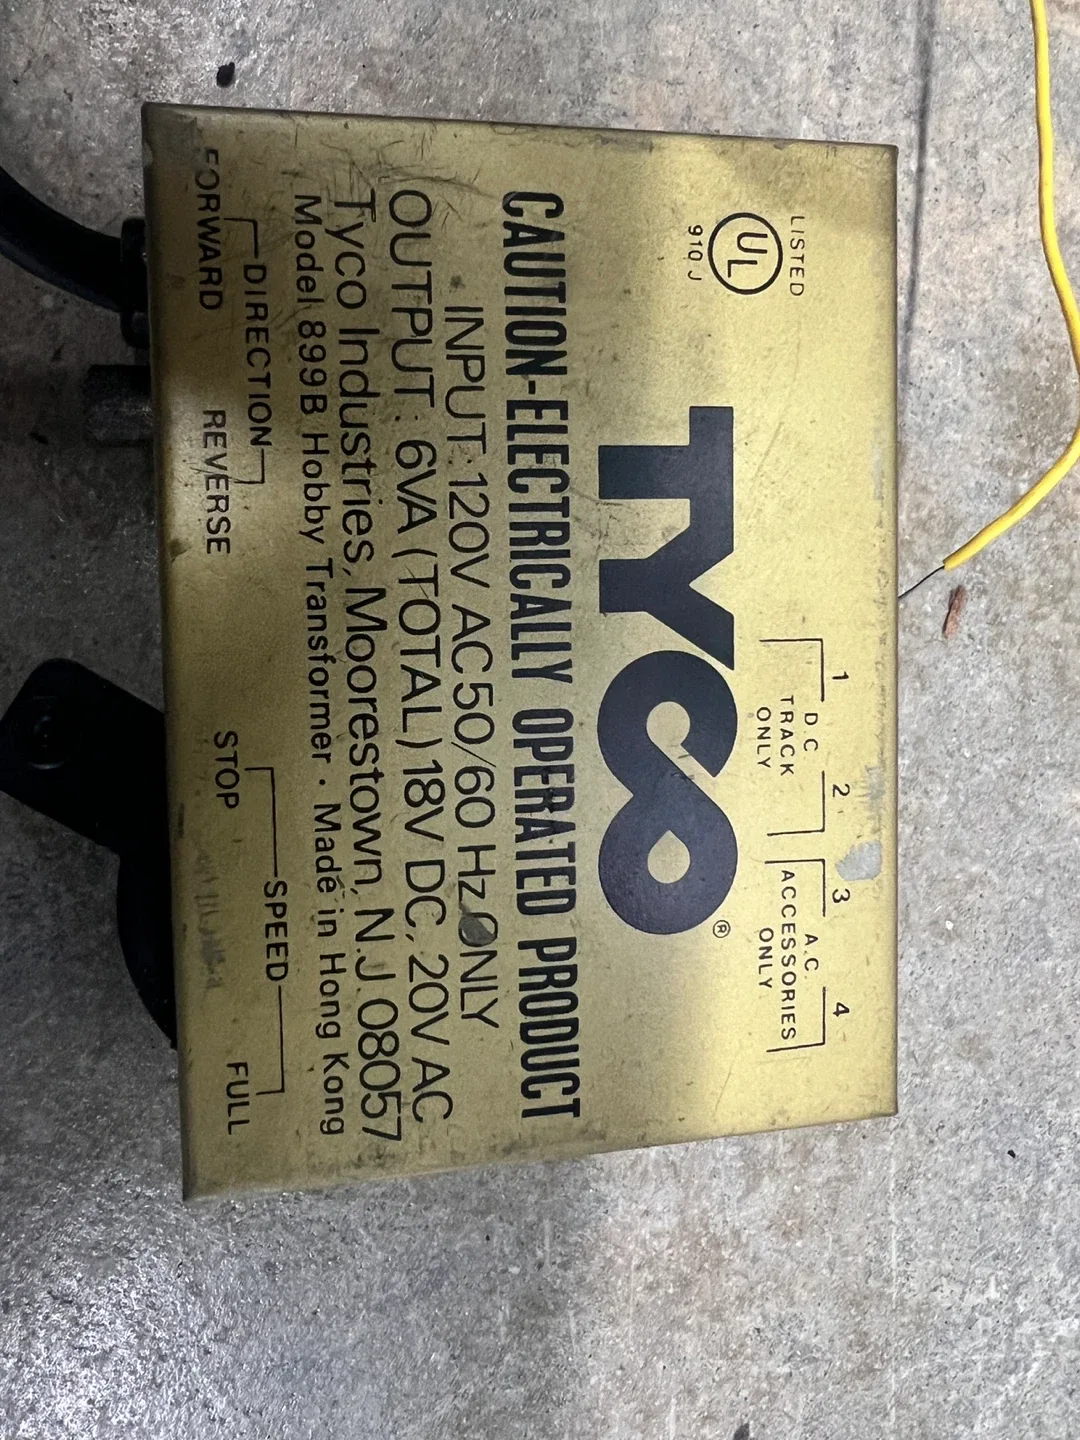 1 2 3 4
D.C. A.C.
TRACK ACCESSORIES
ONLY ONLY
LISTED
UL
910 J
TYCO®
CAUTION-ELECTRICALLY OPERATED PRODUCT
INPUT: 120V AC 50/60 Hz ONLY
OUTPUT: 6VA (TOTAL) 18V DC, 20V AC
Tyco Industries, Moorestown, N.J. 08057
Model 899B Hobby Transformer · Made in Hong Kong
DIRECTION SPEED
FORWARD REVERSE STOP FULL